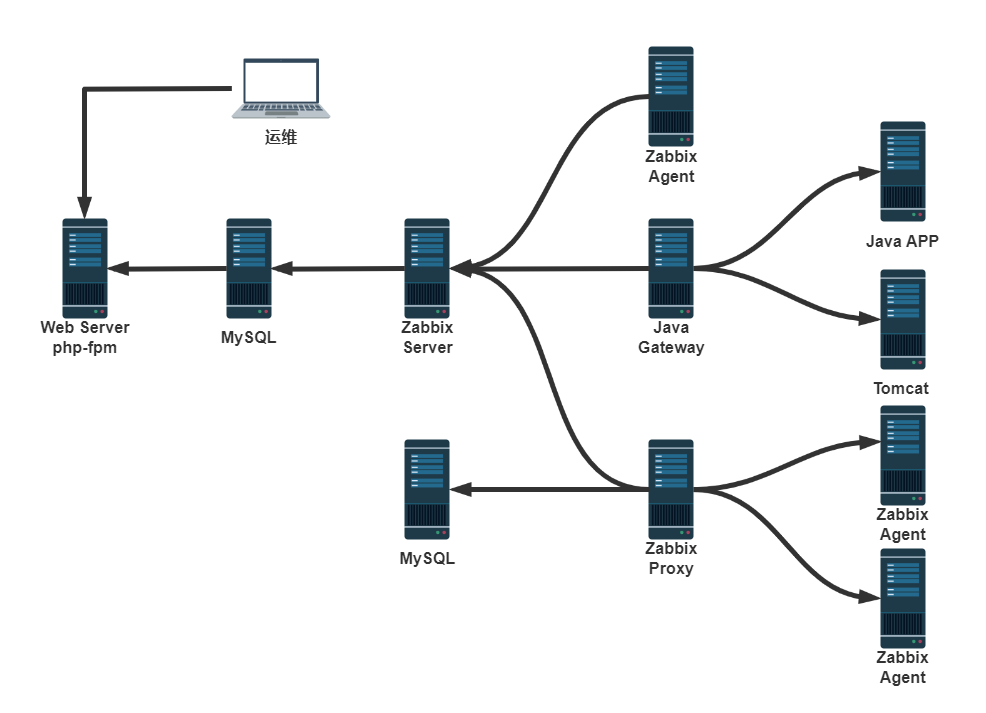 运维
Zabbix
Agent
Java APP
Web Server
php-fpm
MySQL
Zabbix
Server
Java
Gateway
Tomcat
MySQL
Zabbix
Proxy
Zabbix
Agent
Zabbix
Agent